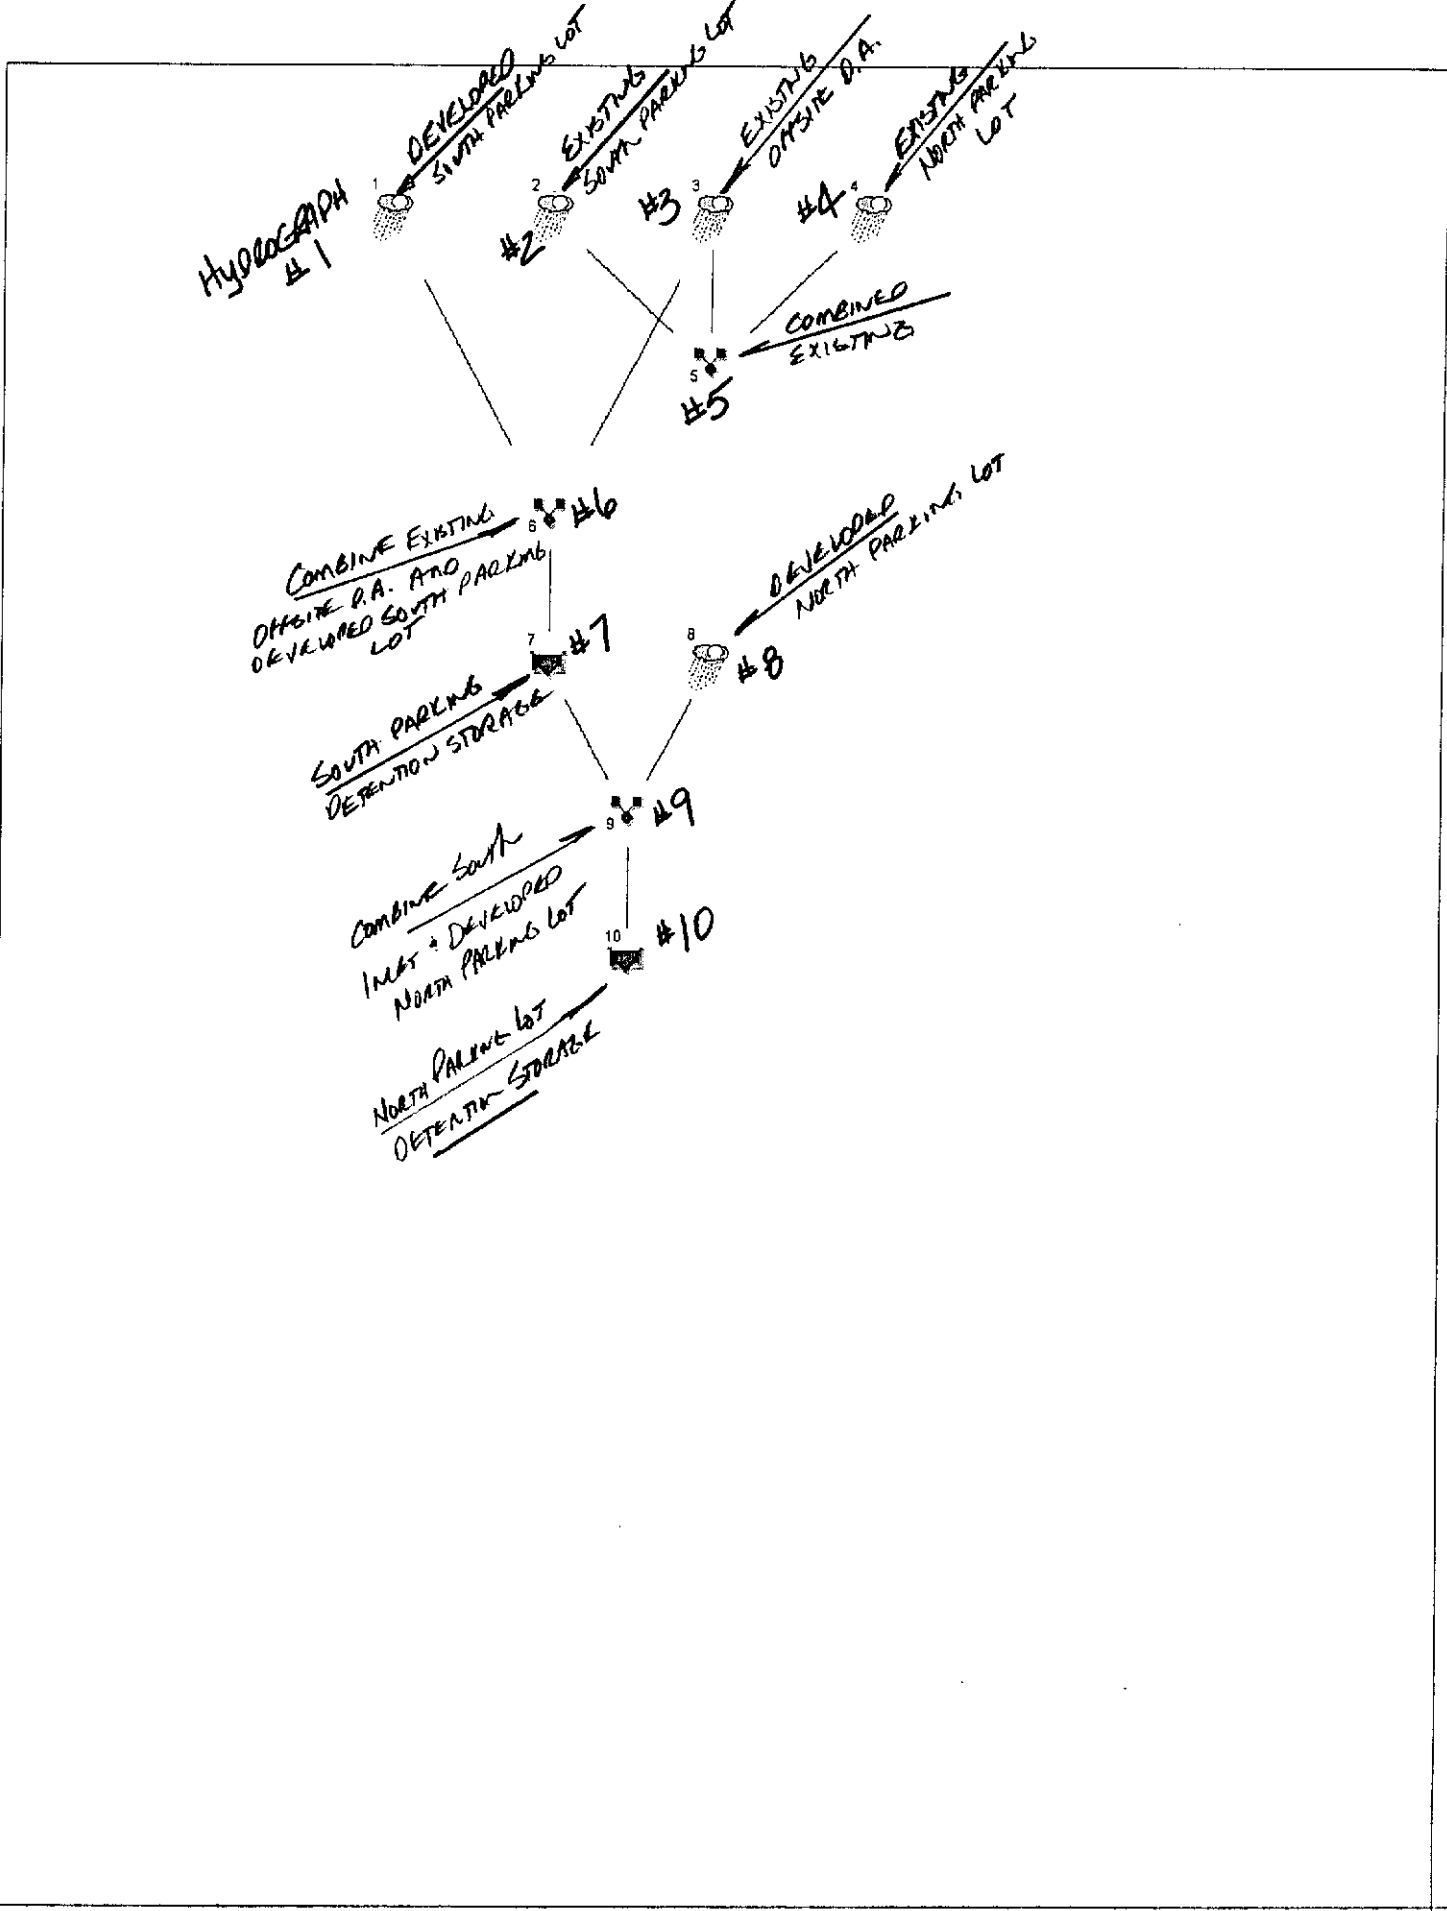 DEVELOPED
SOUTH PARKING LOT
EXISTING
SOUTH PARKING LOT
EXISTING
OFFSITE D.A.
EXISTING
NORTH PARKING
LOT
1
2
3
4
HYDROGRAPH
#1
#2
#3
#4
COMBINED
EXISTING
5
#5
6
#6
COMBINE EXISTING
OFFSITE D.A. AND
DEVELOPED SOUTH PARKING
LOT
DEVELOPED
NORTH PARKING LOT
7
#7
8
#8
SOUTH PARKING
DETENTION STORAGE
9
#9
COMBINE South
INLET & DEVELOPED
NORTH PARKING LOT
10
#10
NORTH PARKING LOT
DETENTION STORAGE